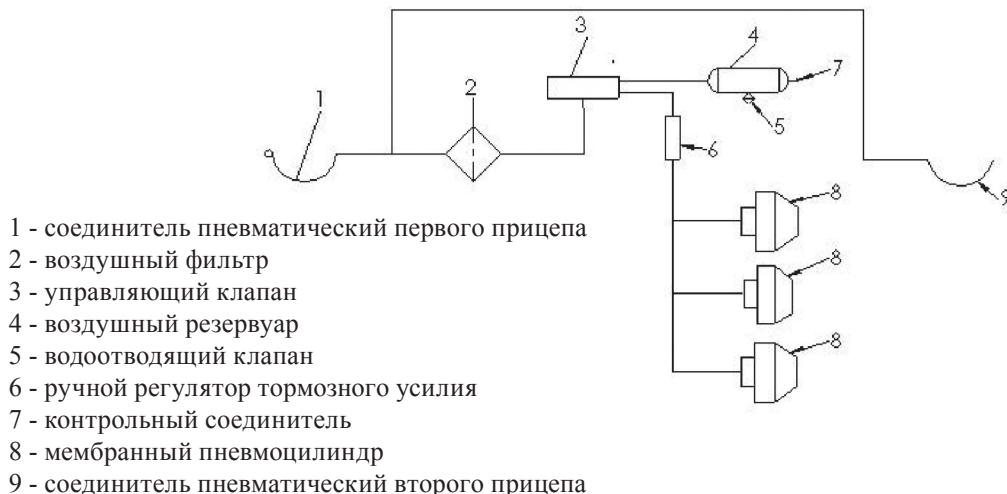 3
4
7
2
1
5
6
8
9
8
8
1 - соединитель пневматический первого прицепа
2 - воздушный фильтр
3 - управляющий клапан
4 - воздушный резервуар
5 - водоотводящий клапан
6 - ручной регулятор тормозного усилия
7 - контрольный соединитель
8 - мембранный пневмоцилиндр
9 - соединитель пневматический второго прицепа